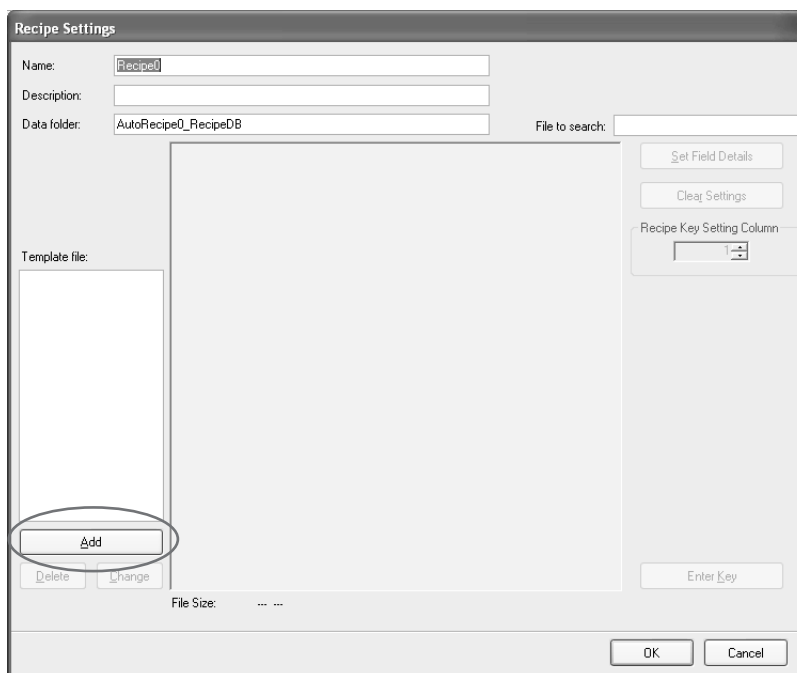 Recipe Settings
Name: Recipe0
Description:
Data folder: AutoRecipe0_RecipeDB File to search:
Set Field Details
Clear Settings
Recipe Key Setting Column
1
Template file:
Add
Delete Change Enter Key
File Size: --- ---
OK Cancel